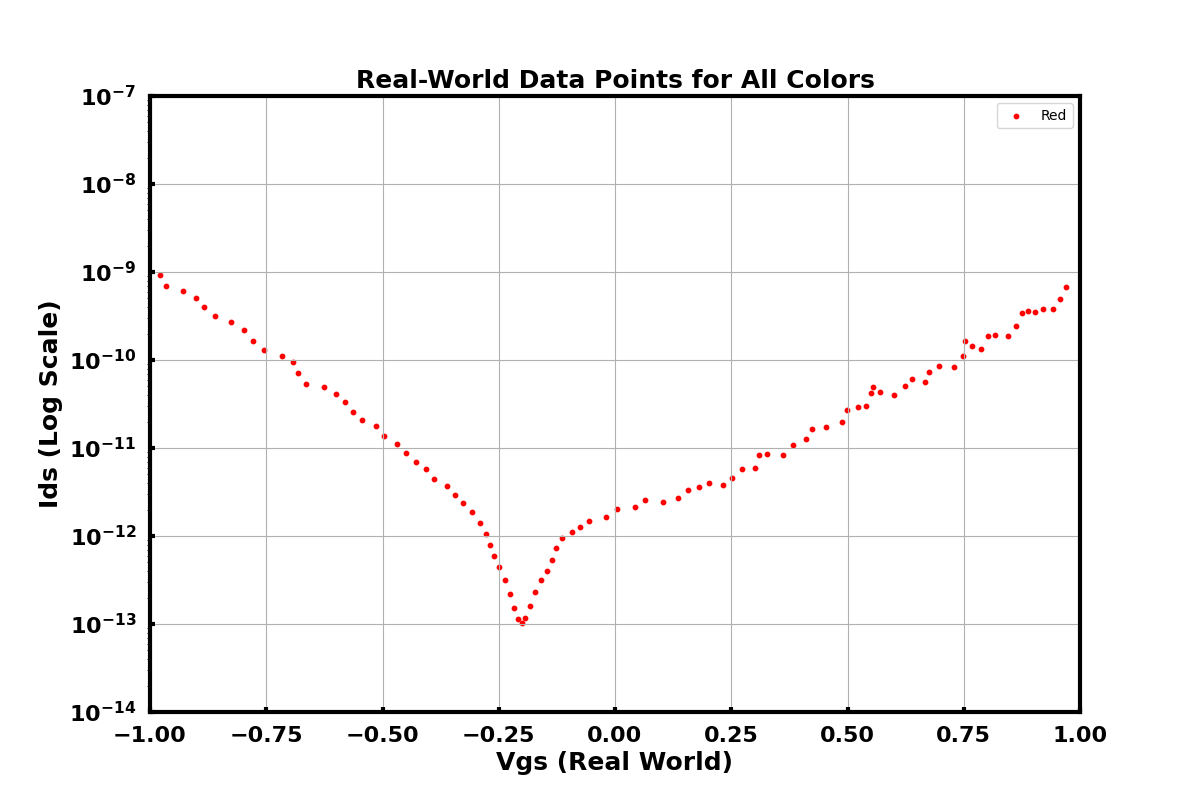 Real-World Data Points for All Colors
Red
10⁻⁷
10⁻⁸
10⁻⁹
10⁻¹⁰
10⁻¹¹
10⁻¹²
10⁻¹³
10⁻¹⁴
Ids (Log Scale)
−1.00 −0.75 −0.50 −0.25 0.00 0.25 0.50 0.75 1.00
Vgs (Real World)